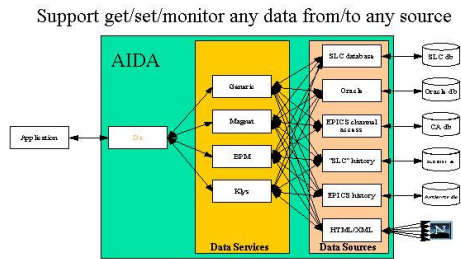 Support get/set/monitor any data from/to any source
AIDA
Application
Da
Generic
Magnet
BPM
Klys
Data Services
SLC database
Oracle
EPICS channel
access
"SLC" history
EPICS history
HTML/XML
Data Sources
SLC db
Oracle db
CA db
N